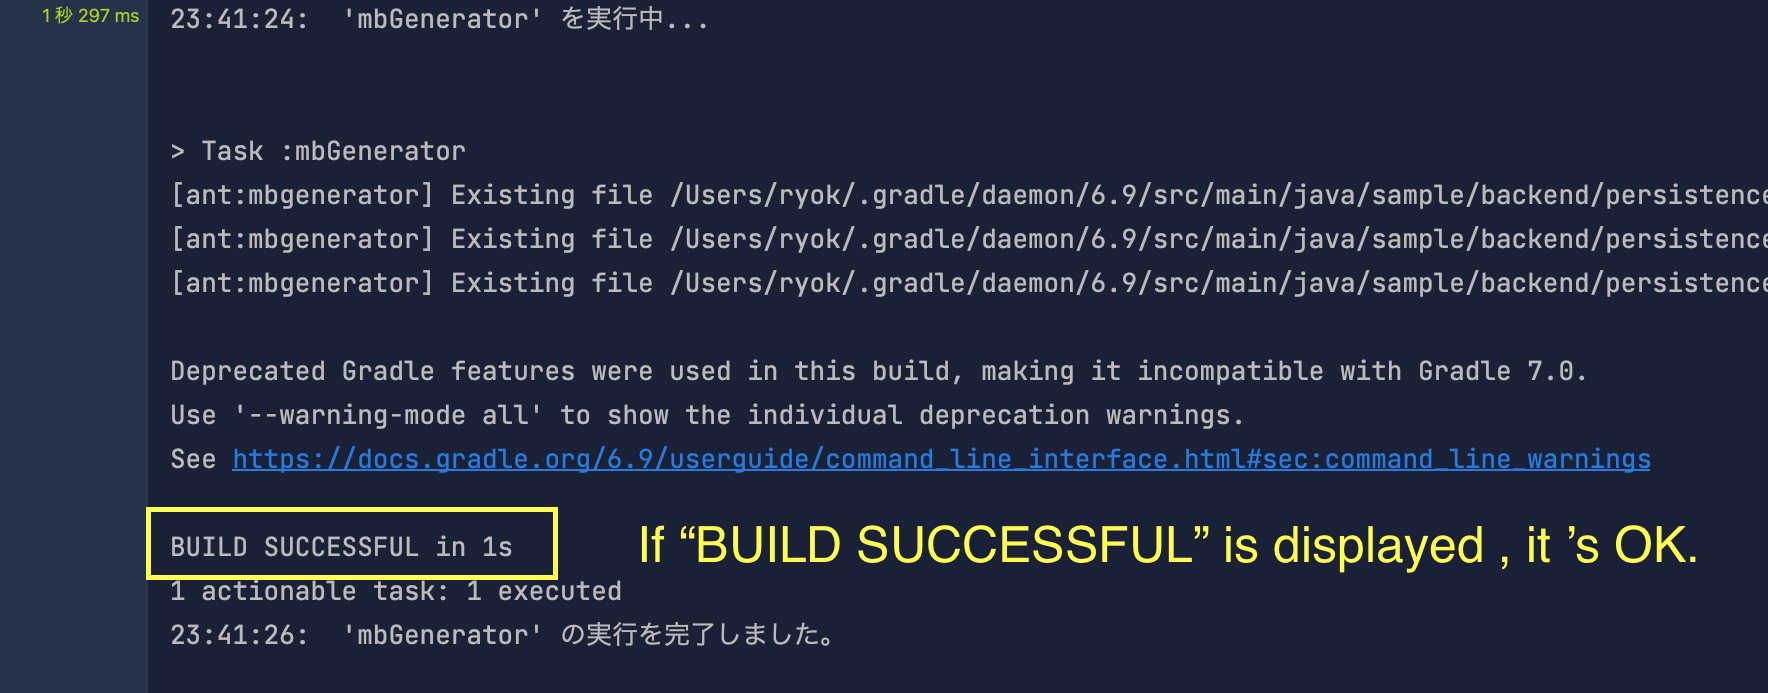 1 秒 297 ms
23:41:24:  'mbGenerator' を実行中...
> Task :mbGenerator
[ant:mbgenerator] Existing file /Users/ryok/.gradle/daemon/6.9/src/main/java/sample/backend/persistence
[ant:mbgenerator] Existing file /Users/ryok/.gradle/daemon/6.9/src/main/java/sample/backend/persistence
[ant:mbgenerator] Existing file /Users/ryok/.gradle/daemon/6.9/src/main/java/sample/backend/persistence
Deprecated Gradle features were used in this build, making it incompatible with Gradle 7.0.
Use '--warning-mode all' to show the individual deprecation warnings.
See https://docs.gradle.org/6.9/userguide/command_line_interface.html#sec:command_line_warnings
BUILD SUCCESSFUL in 1s
If “BUILD SUCCESSFUL” is displayed , it ’s OK.
1 actionable task: 1 executed
23:41:26:  'mbGenerator' の実行を完了しました。